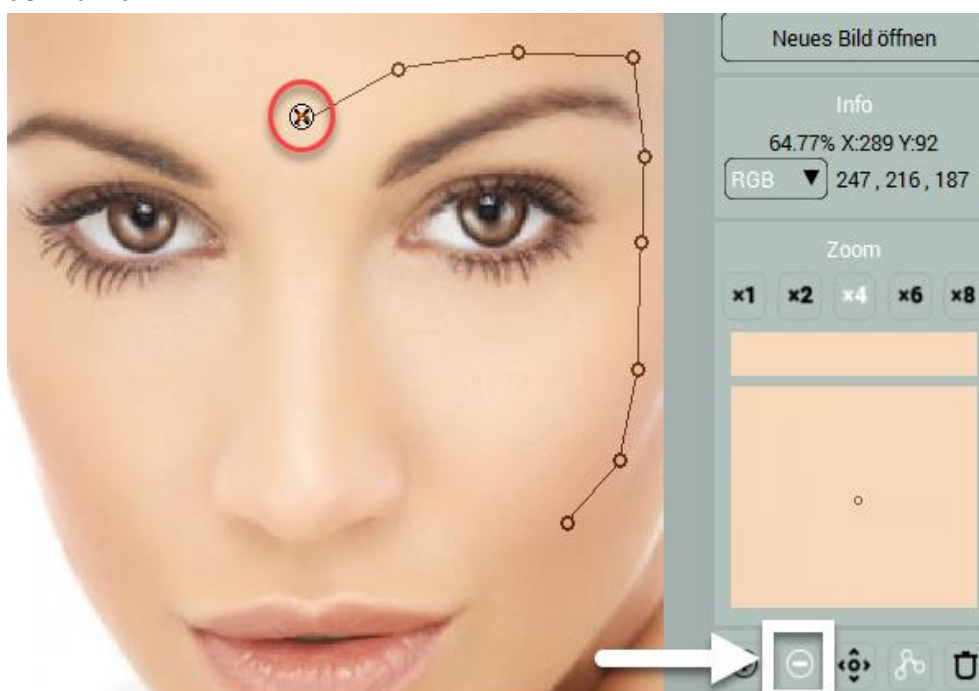 Neues Bild öffnen
Info
64.77% X:289 Y:92
RGB ▼ 247 , 216 , 187
Zoom
×1 ×2 ×4 ×6 ×8